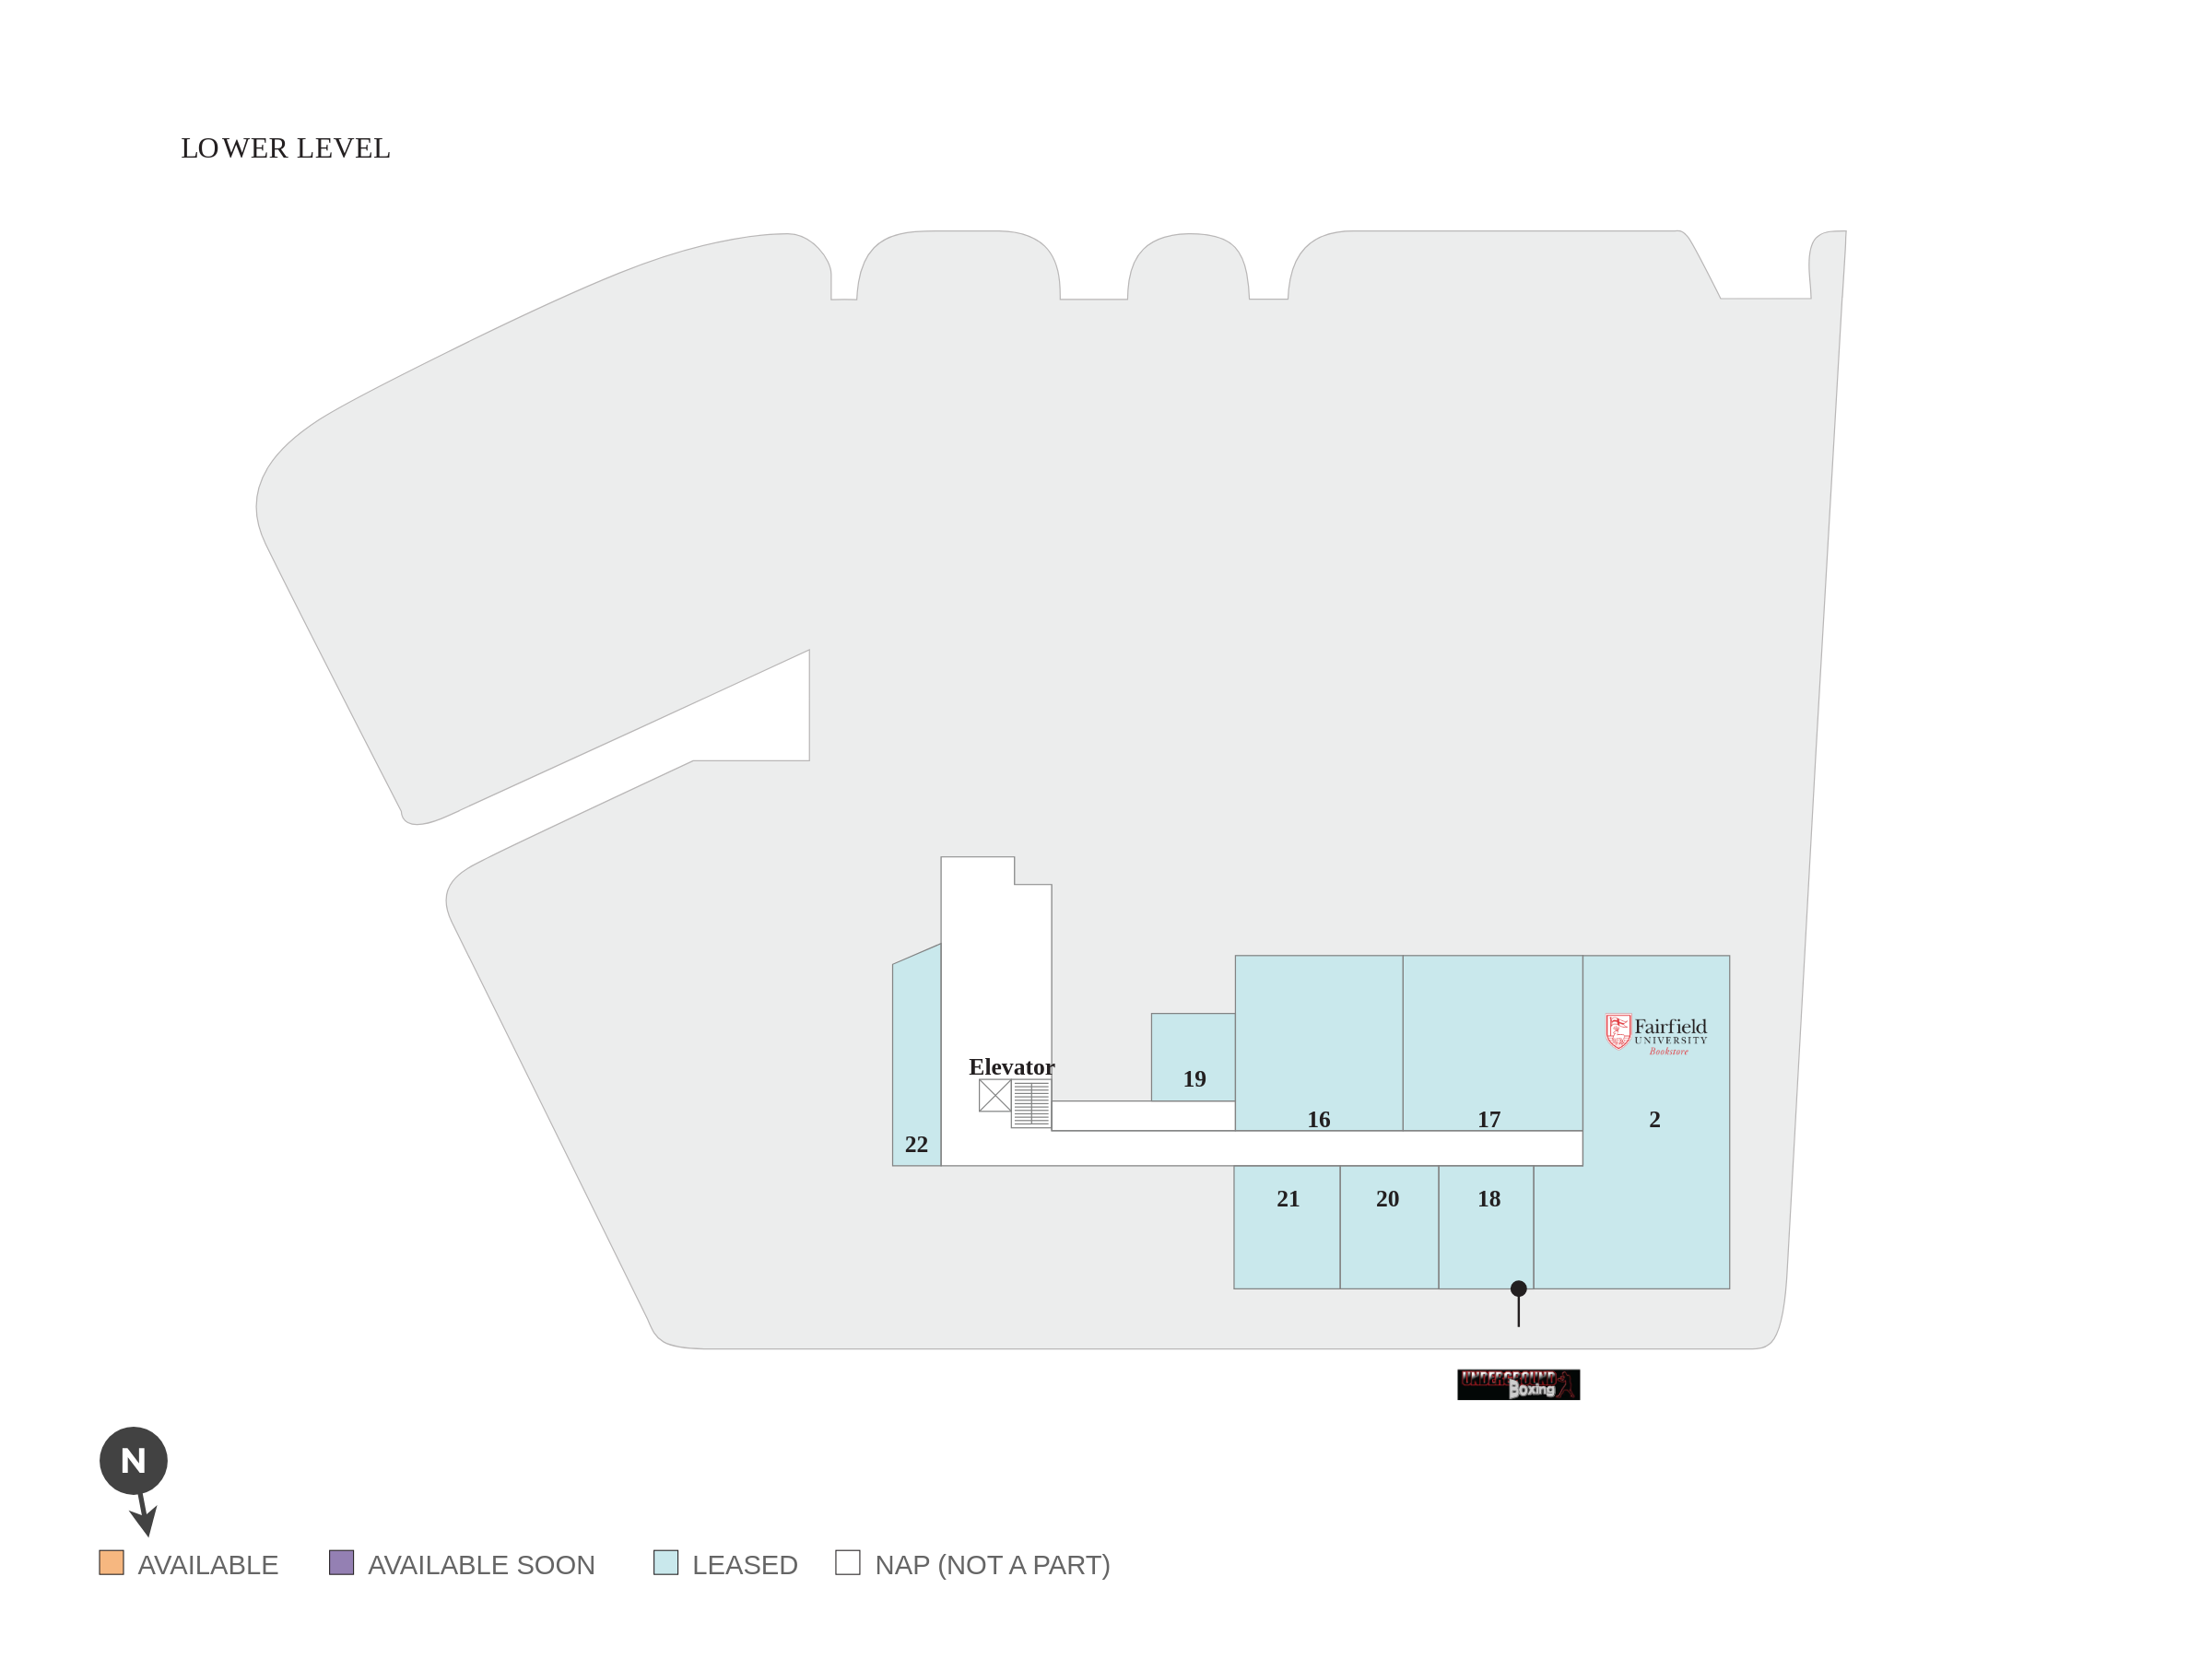 LOWER LEVEL
Fairfield
UNIVERSITY
Bookstore
Elevator
19
16
17
2
22
21
20
18
UNDERGROUND
Boxing
N
AVAILABLE
AVAILABLE SOON
LEASED
NAP (NOT A PART)